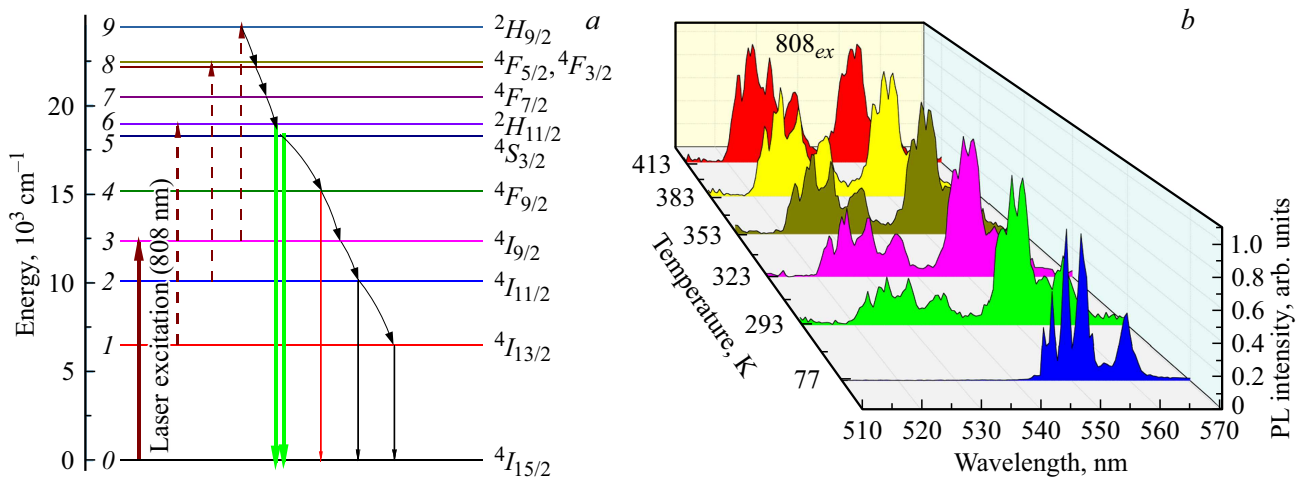 a
9
²H₉/₂
8
⁴F₅/₂, ⁴F₃/₂
7
⁴F₇/₂
20
6
²H₁₁/₂
5
⁴S₃/₂
15
4
⁴F₉/₂
3
⁴I₉/₂
10
2
⁴I₁₁/₂
1
⁴I₁₃/₂
5
0
0
⁴I₁₅/₂
Energy, 10³ cm⁻¹
Laser excitation (808 nm)
b
808ₑₓ
413
383
353
323
293
77
Temperature, K
1.0
0.8
0.6
0.4
0.2
0
PL intensity, arb. units
510 520 530 540 550 560 570
Wavelength, nm